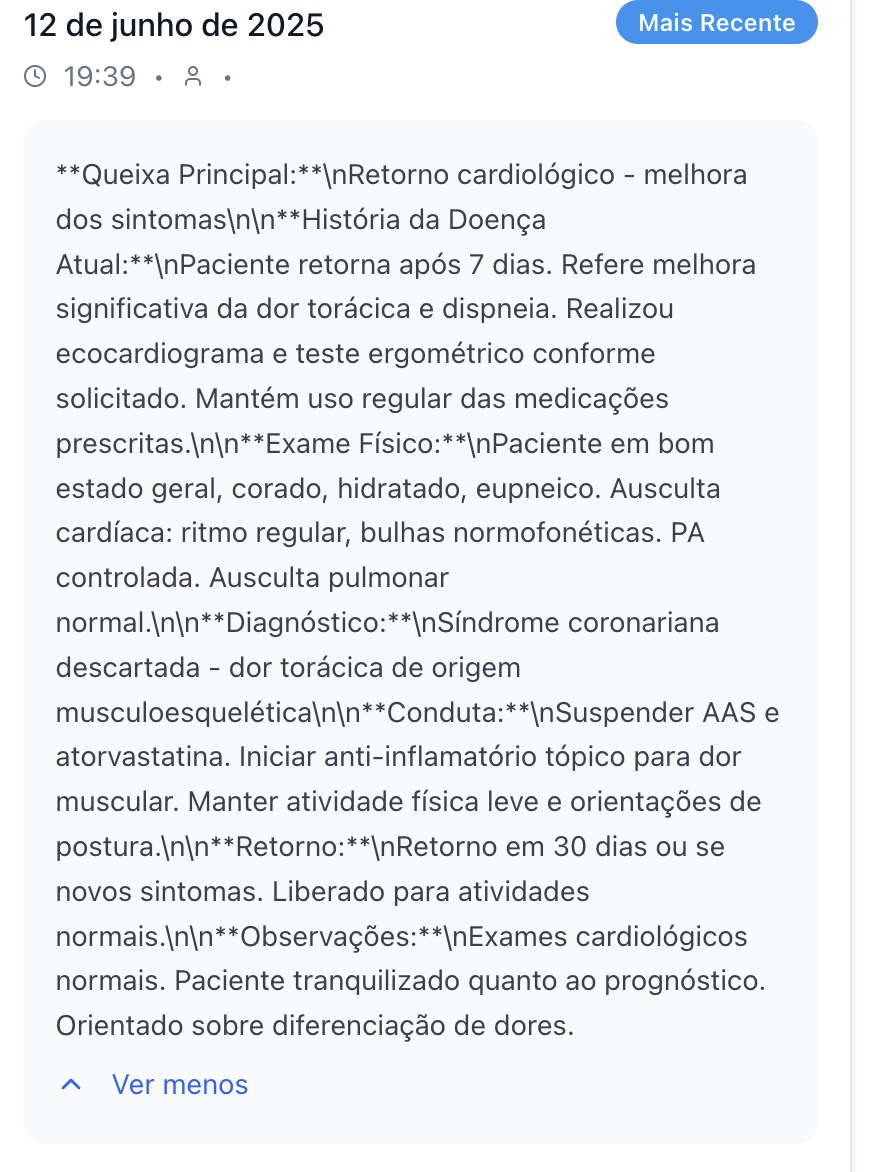 12 de junho de 2025
Mais Recente
19:39 • •
**Queixa Principal:**\nRetorno cardiológico - melhora
dos sintomas\n\n**História da Doença
Atual:**\nPaciente retorna após 7 dias. Refere melhora
significativa da dor torácica e dispneia. Realizou
ecocardiograma e teste ergométrico conforme
solicitado. Mantém uso regular das medicações
prescritas.\n\n**Exame Físico:**\nPaciente em bom
estado geral, corado, hidratado, eupneico. Ausculta
cardíaca: ritmo regular, bulhas normofonéticas. PA
controlada. Ausculta pulmonar
normal.\n\n**Diagnóstico:**\nSíndrome coronariana
descartada - dor torácica de origem
musculoesquelética\n\n**Conduta:**\nSuspender AAS e
atorvastatina. Iniciar anti-inflamatório tópico para dor
muscular. Manter atividade física leve e orientações de
postura.\n\n**Retorno:**\nRetorno em 30 dias ou se
novos sintomas. Liberado para atividades
normais.\n\n**Observações:**\nExames cardiológicos
normais. Paciente tranquilizado quanto ao prognóstico.
Orientado sobre diferenciação de dores.
Ver menos